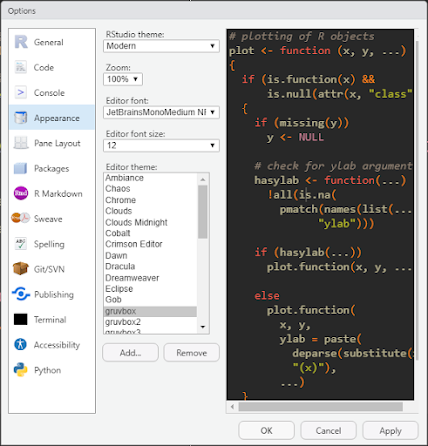 Options
General
Code
Console
Appearance
Pane Layout
Packages
R Markdown
Sweave
Spelling
Git/SVN
Publishing
Terminal
Accessibility
Python
RStudio theme:
Modern
Zoom:
100%
Editor font:
JetBrainsMonoMedium NF
Editor font size:
12
Editor theme:
Ambiance
Chaos
Chrome
Clouds
Clouds Midnight
Cobalt
Crimson Editor
Dawn
Dracula
Dreamweaver
Eclipse
Gob
gruvbox
gruvbox2
gruvbox3
Add...
Remove
# plotting of R objects
plot <- function (x, y, ...)
{
if (is.function(x) &&
is.null(attr(x, "class"
{
if (missing(y))
y <- NULL
# check for ylab argument
hasylab <- function(...)
!all(is.na(
pmatch(names(list(...
"ylab")))
if (hasylab(...))
plot.function(x, y, ...
else
plot.function(
x, y,
ylab = paste(
deparse(substitute(
"(x)"),
...)
}
OK
Cancel
Apply